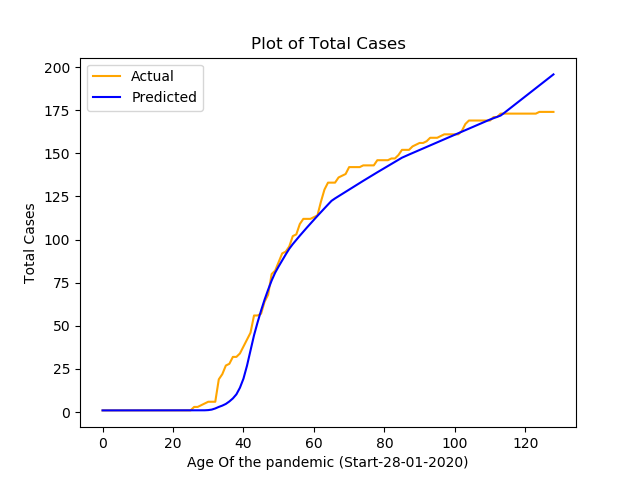 Plot of Total Cases
Actual
Predicted
200
175
150
125
100
75
50
25
0
Total Cases
0 20 40 60 80 100 120
Age Of the pandemic (Start-28-01-2020)